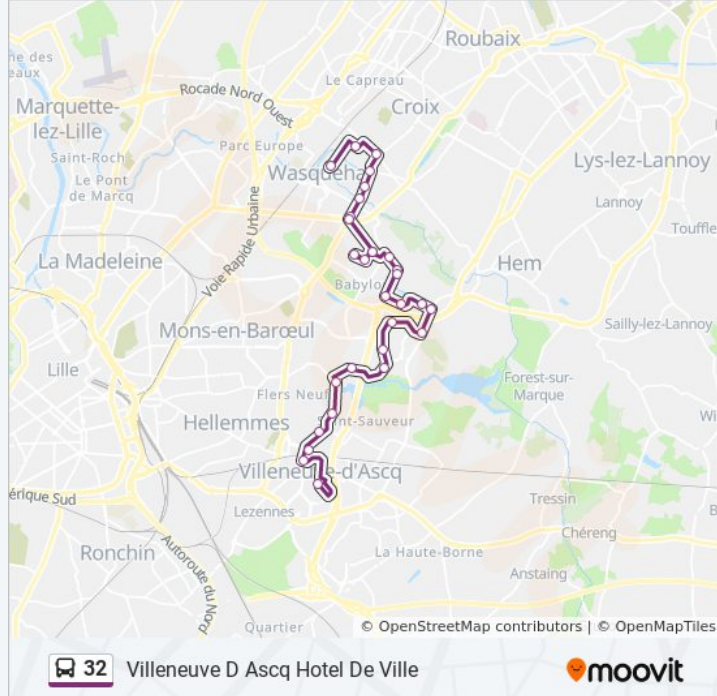 Roubaix
ne des
eaux
Le Capreau
Rocade Nord Ouest
Croix
Marquette-
lez-Lille
Parc Europe
Saint-Roch
Wasqueha
Lys-lez-Lannoy
Le Pont
de Marcq
Lannoy
Touffle
Voie Rapide Urbaine
La Madeleine
Hem
Babylo
Sailly-lez-Lannoy
Mons-en-Barœul
Lille
Forest-sur-
Marque
Flers Neuf
Hellemmes
Saint-Sauveur
Villeneuve-d'Ascq
érique Sud
Tressin
B
Lezennes
Chéreng
Ronchin
La Haute-Borne
Autoroute du Nord
Anstaing
Quartier
© OpenStreetMap contributors | © OpenMapTiles
32 Villeneuve D Ascq Hotel De Ville
moovit